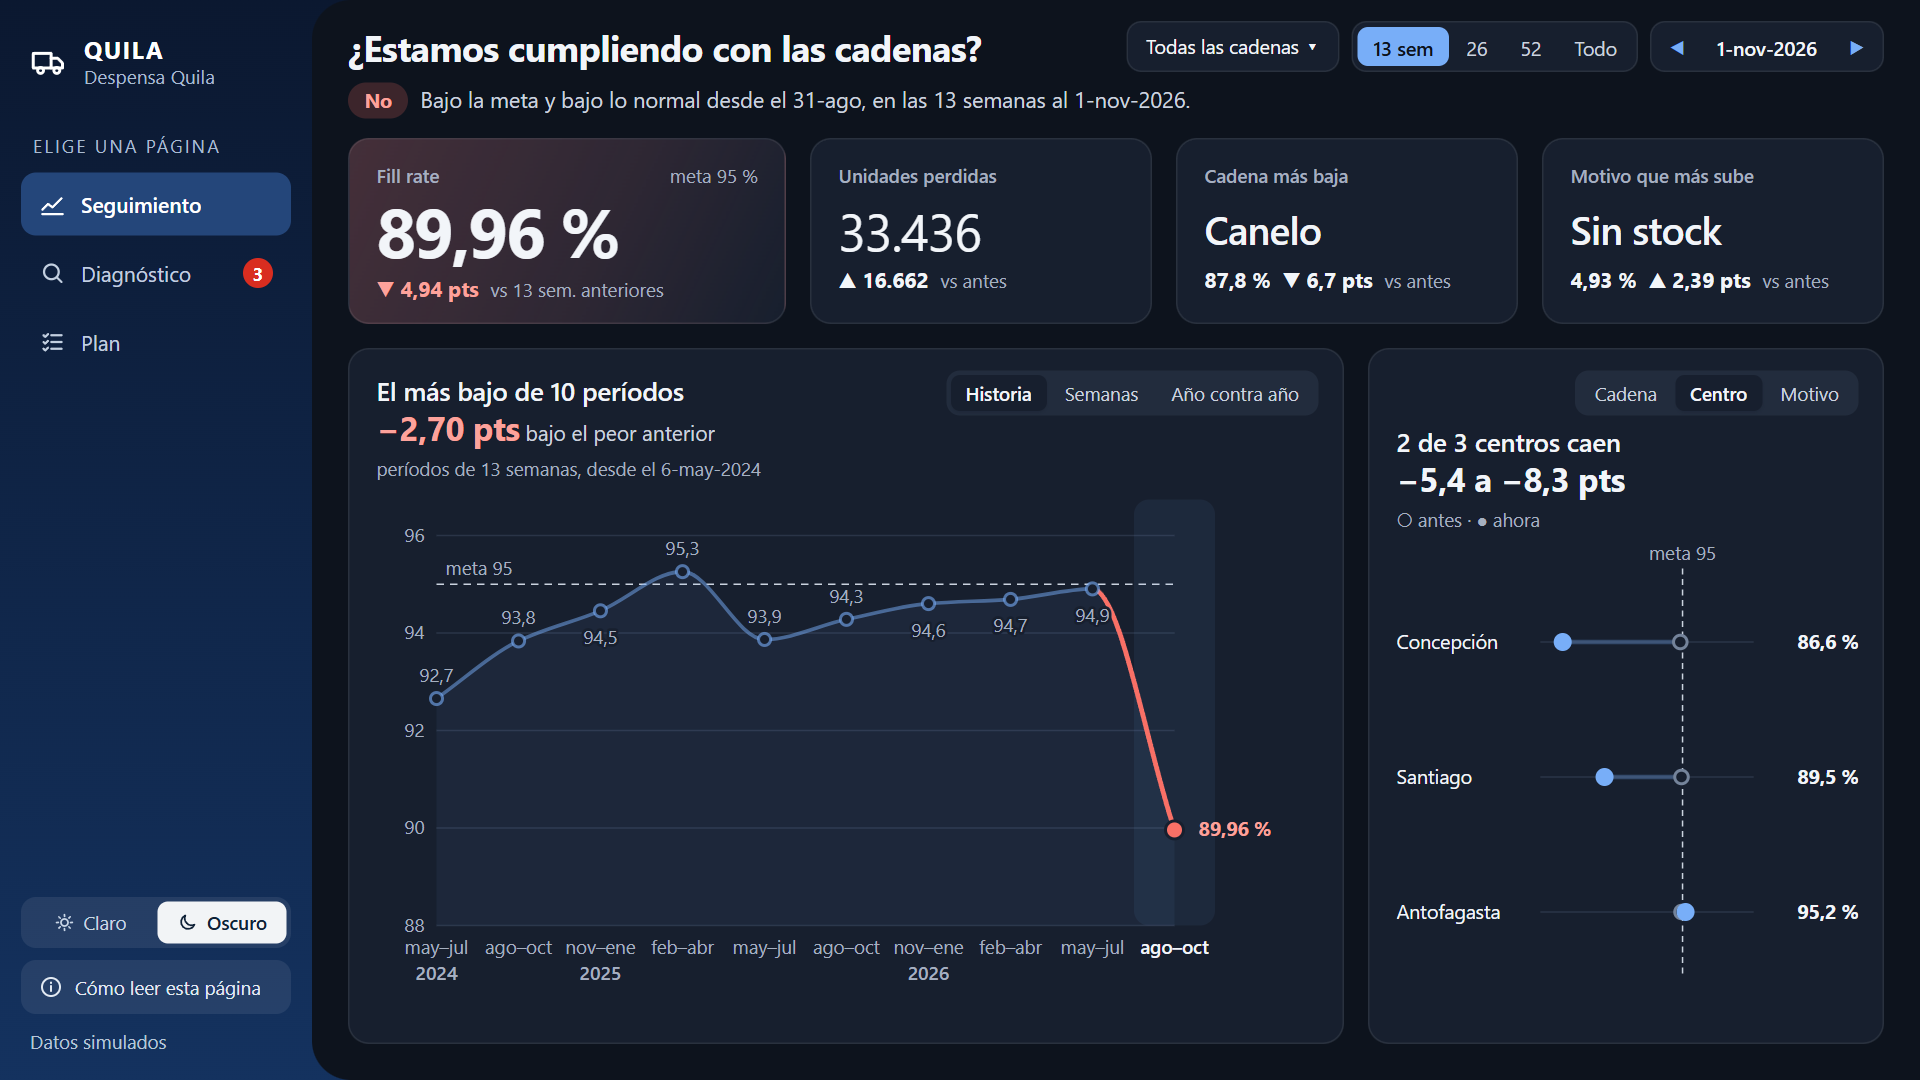 QUILA
Despensa Quila
ELIGE UNA PÁGINA
Seguimiento
Diagnóstico 3
Plan
Claro Oscuro
Cómo leer esta página
Datos simulados
¿Estamos cumpliendo con las cadenas?
Todas las cadenas ▼
13 sem 26 52 Todo
◀ 1-nov-2026 ▶
No Bajo la meta y bajo lo normal desde el 31-ago, en las 13 semanas al 1-nov-2026.
Fill rate meta 95 %
89,96 %
▼ 4,94 pts vs 13 sem. anteriores
Unidades perdidas
33.436
▲ 16.662 vs antes
Cadena más baja
Canelo
87,8 % ▼ 6,7 pts vs antes
Motivo que más sube
Sin stock
4,93 % ▲ 2,39 pts vs antes
El más bajo de 10 períodos
−2,70 pts bajo el peor anterior
períodos de 13 semanas, desde el 6-may-2024
Historia Semanas Año contra año
96
94
92
90
88
meta 95
92,7
93,8
94,5
95,3
93,9
94,3
94,6
94,7
94,9
89,96 %
may–jul ago–oct nov–ene feb–abr may–jul ago–oct nov–ene feb–abr may–jul ago–oct
2024 2025 2026
Cadena Centro Motivo
2 de 3 centros caen
−5,4 a −8,3 pts
○ antes · ● ahora
meta 95
Concepción 86,6 %
Santiago 89,5 %
Antofagasta 95,2 %